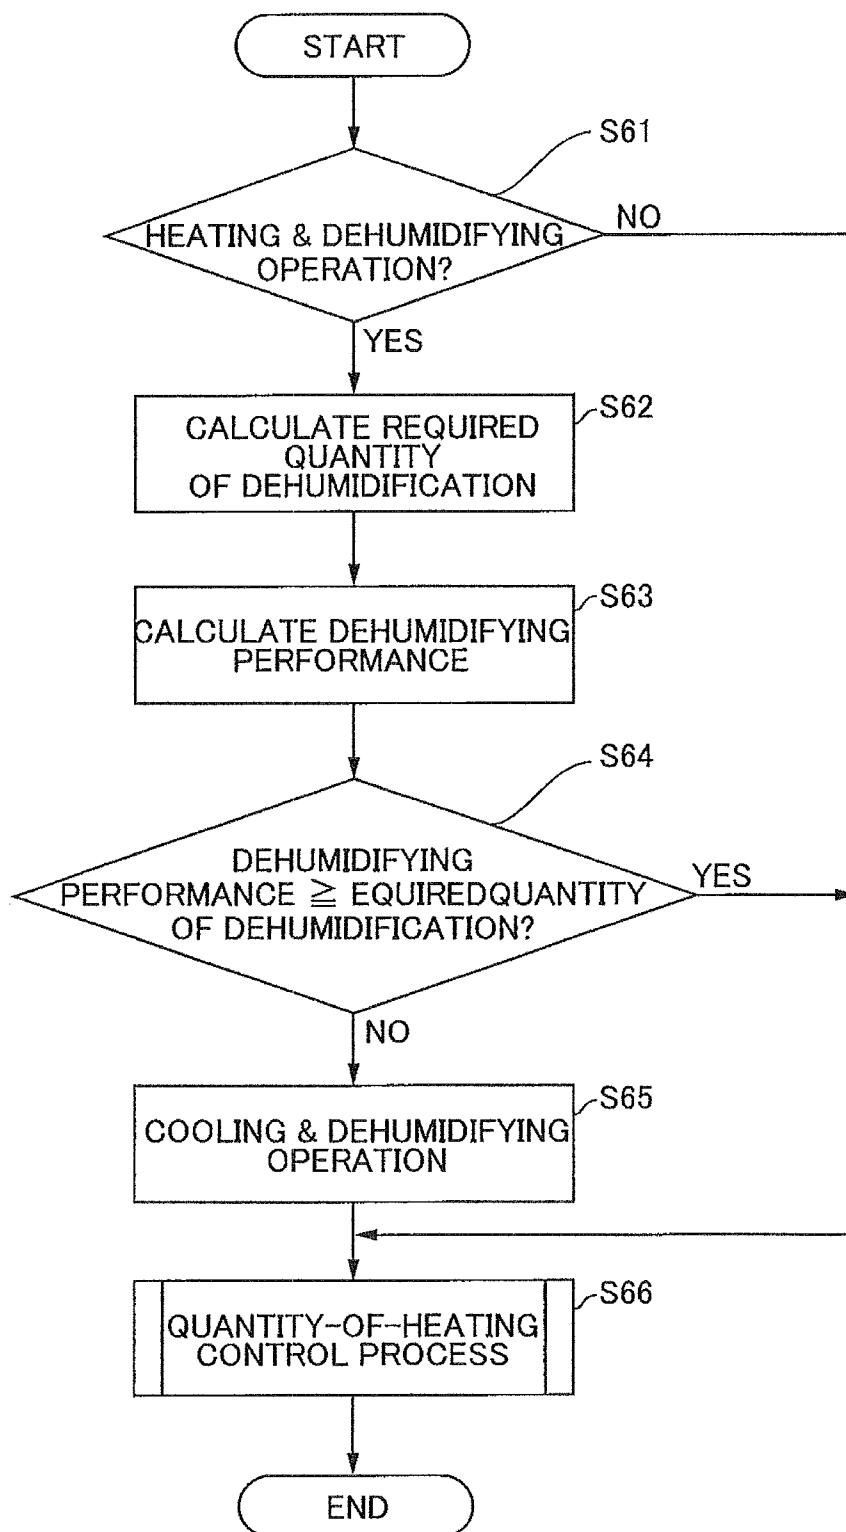 START
S61
HEATING & DEHUMIDIFYING
OPERATION?
NO
YES
S62
CALCULATE REQUIRED
QUANTITY
OF DEHUMIDIFICATION
S63
CALCULATE DEHUMIDIFYING
PERFORMANCE
S64
DEHUMIDIFYING
PERFORMANCE ≧ EQUIREDQUANTITY
OF DEHUMIDIFICATION?
YES
NO
S65
COOLING & DEHUMIDIFYING
OPERATION
S66
QUANTITY-OF-HEATING
CONTROL PROCESS
END